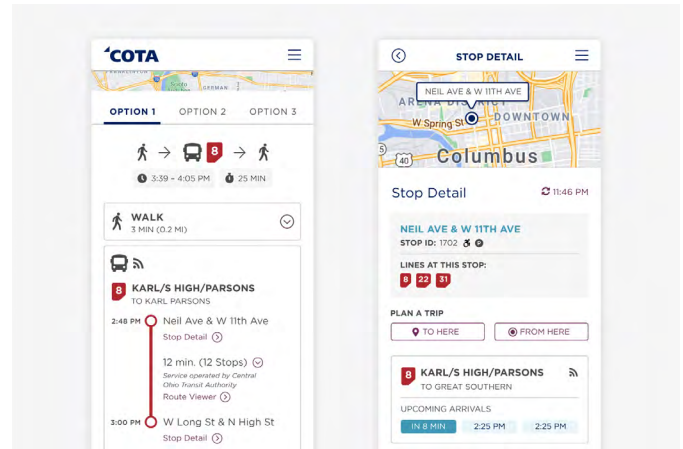 COTA
GERMAN
OPTION 1 OPTION 2 OPTION 3
8
3:39 – 4:05 PM 25 MIN
WALK
3 MIN (0.2 MI)
8 KARL/S HIGH/PARSONS
TO KARL PARSONS
2:48 PM Neil Ave & W 11th Ave
Stop Detail
12 min. (12 Stops)
Service operated by Central
Ohio Transit Authority
Route Viewer
3:00 PM W Long St & N High St
Stop Detail
STOP DETAIL
NEIL AVE & W 11TH AVE
ARENA DISTRICT
W Spring St DOWNTOWN
5
40
Columbus
Stop Detail 11:46 PM
NEIL AVE & W 11TH AVE
STOP ID: 1702 P
LINES AT THIS STOP:
8 22 31
PLAN A TRIP
TO HERE FROM HERE
8 KARL/S HIGH/PARSONS
TO GREAT SOUTHERN
UPCOMING ARRIVALS
IN 8 MIN 2:25 PM 2:25 PM